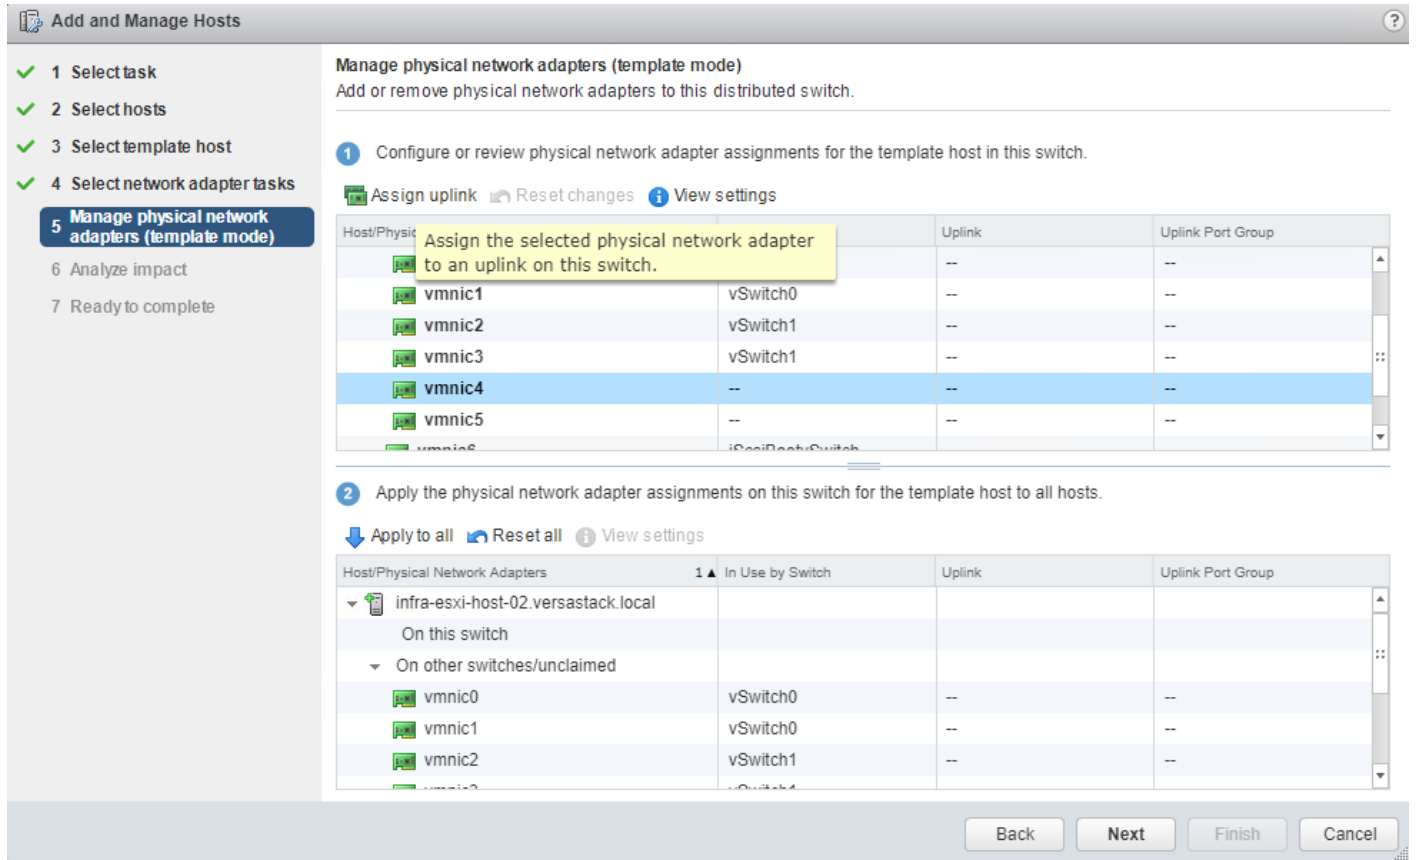 Add and Manage Hosts
?
1 Select task
2 Select hosts
3 Select template host
4 Select network adapter tasks
5 Manage physical network
adapters (template mode)
6 Analyze impact
7 Ready to complete
Manage physical network adapters (template mode)
Add or remove physical network adapters to this distributed switch.
1 Configure or review physical network adapter assignments for the template host in this switch.
Assign uplink Reset changes View settings
Host/Physic Uplink Uplink Port Group
Assign the selected physical network adapter
to an uplink on this switch.
-- --
vmnic1 vSwitch0 -- --
vmnic2 vSwitch1 -- --
vmnic3 vSwitch1 -- --
vmnic4 -- -- --
vmnic5 -- -- --
vmnic6 iScsiBootvSwitch
2 Apply the physical network adapter assignments on this switch for the template host to all hosts.
Apply to all Reset all View settings
Host/Physical Network Adapters 1 ▲ In Use by Switch Uplink Uplink Port Group
infra-esxi-host-02.versastack.local
On this switch
On other switches/unclaimed
vmnic0 vSwitch0 -- --
vmnic1 vSwitch0 -- --
vmnic2 vSwitch1 -- --
vmnic3 vSwitch1
Back Next Finish Cancel